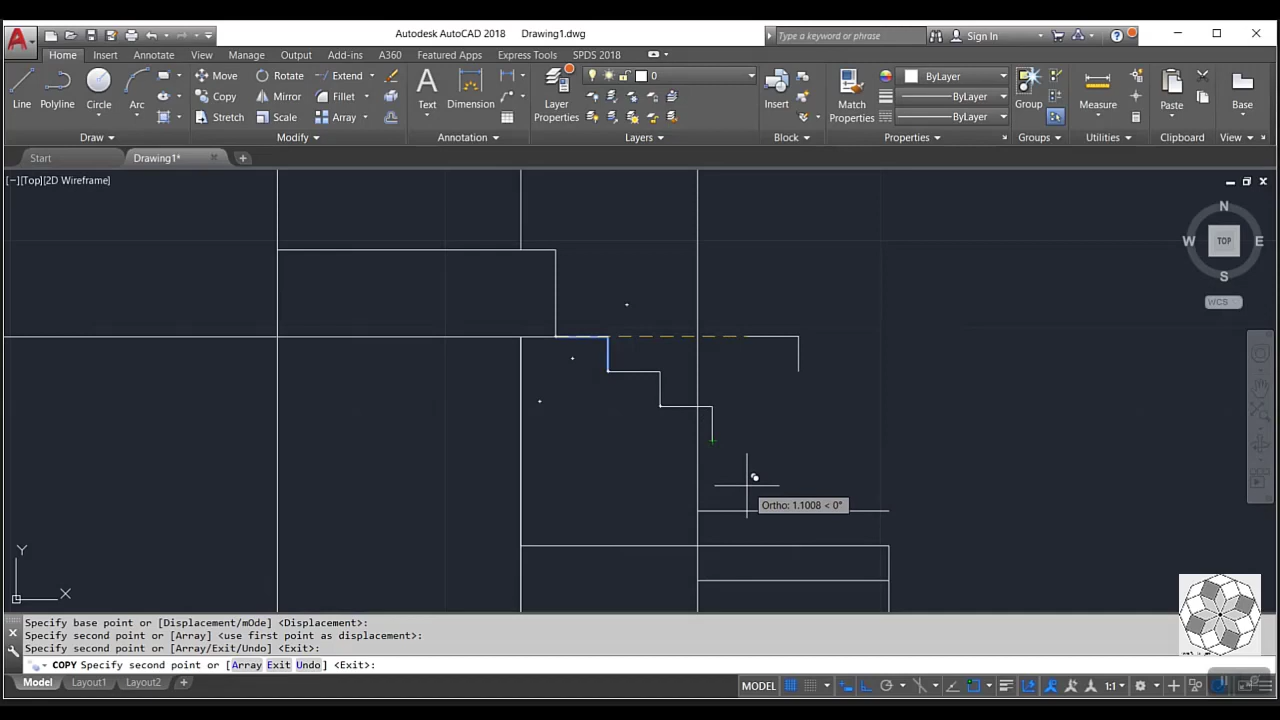 Autodesk AutoCAD 2018 Drawing1.dwg
Type a keyword or phrase
Sign In
Home Insert Annotate View Manage Output Add-ins A360 Featured Apps Express Tools SPDS 2018
Line
Polyline
Circle
Arc
Move
Copy
Stretch
Rotate
Mirror
Scale
Extend
Fillet
Array
Text
Dimension
Layer
Properties
0
Insert
Match
Properties
ByLayer
ByLayer
ByLayer
Group
Measure
Paste
Base
Draw Modify Annotation Layers Block Properties Groups Utilities Clipboard View
Start Drawing1*
[−][Top][2D Wireframe]
N
W TOP E
S
WCS
Ortho: 1.1008 < 0°
Y
X
Specify base point or [Displacement/mOde] <Displacement>:
Specify second point or [Array] <use first point as displacement>:
Specify second point or [Array/Exit/Undo] <Exit>:
COPY Specify second point or [Array Exit Undo] <Exit>:
Model Layout1 Layout2
MODEL
1:1